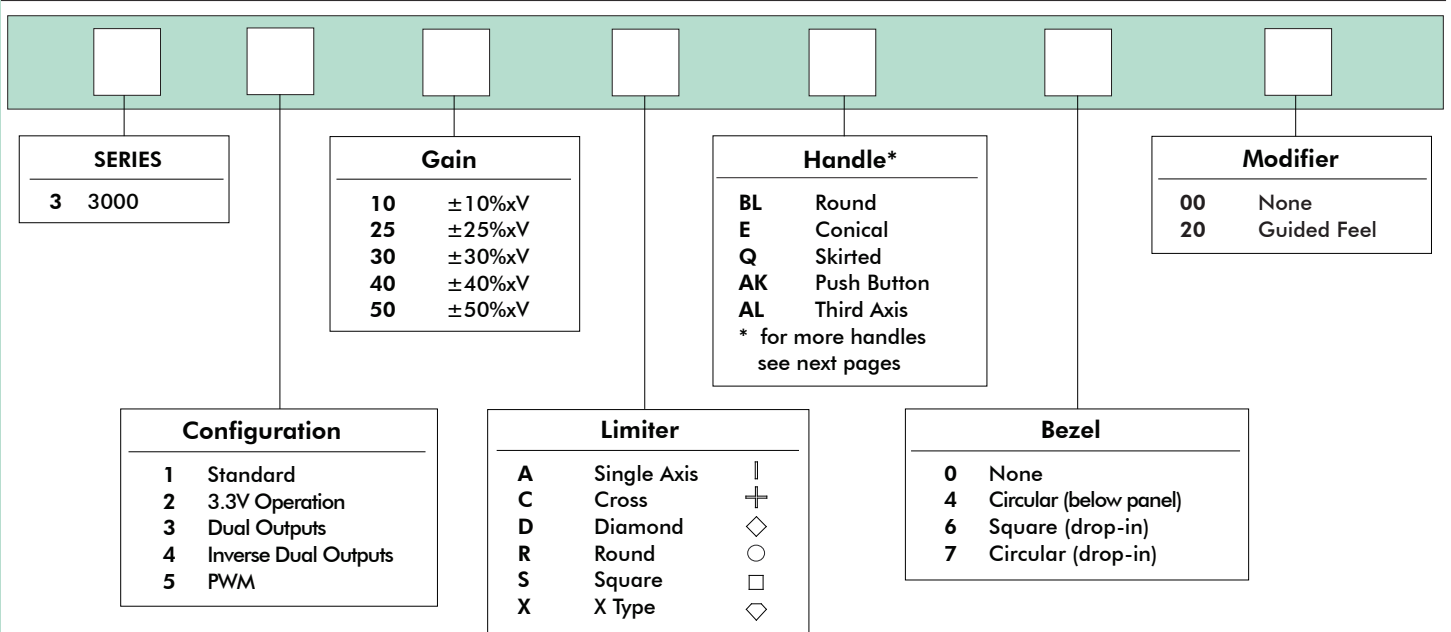 SERIES
3 3000
Gain
10 ±10%xV
25 ±25%xV
30 ±30%xV
40 ±40%xV
50 ±50%xV
Handle*
BL Round
E Conical
Q Skirted
AK Push Button
AL Third Axis
* for more handles
see next pages
Modifier
00 None
20 Guided Feel
Configuration
1 Standard
2 3.3V Operation
3 Dual Outputs
4 Inverse Dual Outputs
5 PWM
Limiter
A Single Axis
C Cross
D Diamond
R Round
S Square
X X Type
Bezel
0 None
4 Circular (below panel)
6 Square (drop-in)
7 Circular (drop-in)